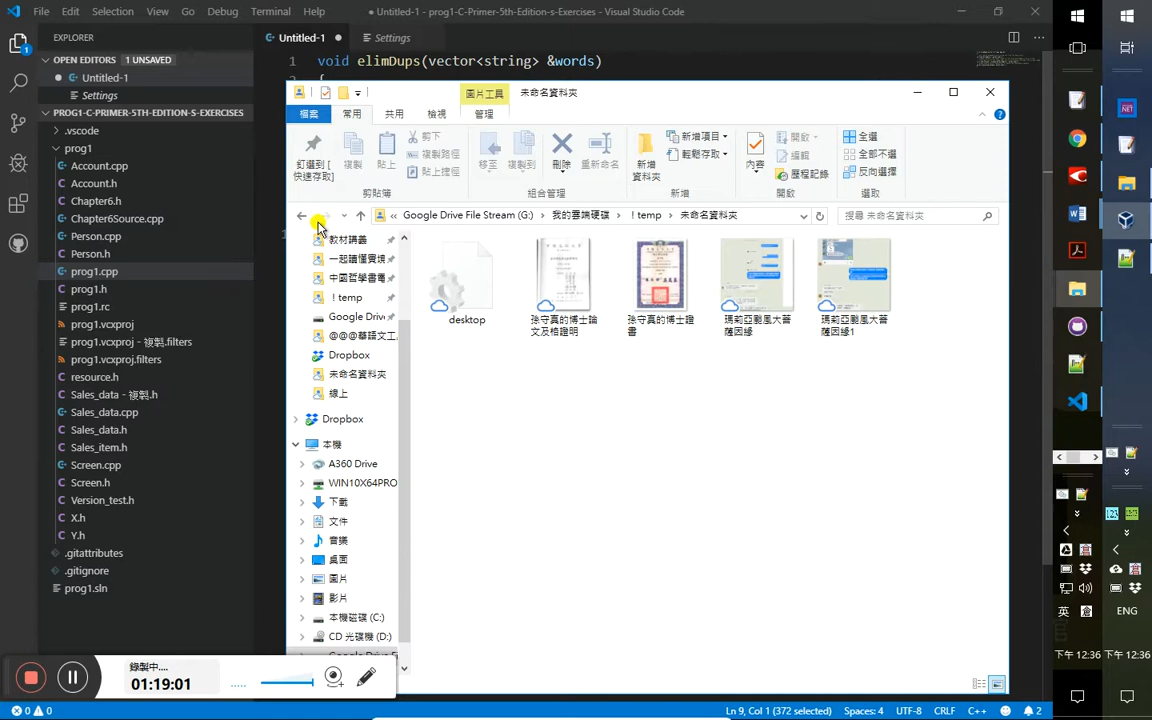 File Edit Selection View Go Debug Terminal Help
● Untitled-1 - prog1-C-Primer-5th-Edition-s-Exercises - Visual Studio Code
EXPLORER
OPEN EDITORS 1 UNSAVED
Untitled-1
Settings
PROG1-C-PRIMER-5TH-EDITION-S-EXERCISES
.vscode
prog1
Account.cpp
Account.h
Chapter6.h
Chapter6Source.cpp
Person.cpp
Person.h
prog1.cpp
prog1.h
prog1.rc
prog1.vcxproj
prog1.vcxproj - 複製.filters
prog1.vcxproj.filters
resource.h
Sales_data - 複製.h
Sales_data.cpp
Sales_data.h
Sales_item.h
Screen.cpp
Screen.h
Version_test.h
X.h
Y.h
.gitattributes
.gitignore
prog1.sln
Untitled-1 Settings
1 void elimDups(vector<string> &words)
2 {
圖片工具 未命名資料夾
檔案 常用 共用 檢視 管理
釘選到 [
快速存取]
複製
貼上
剪下
複製路徑
貼上捷徑
剪貼簿
移至
複製到
刪除
重新命名
組合管理
新增
資料夾
新增項目
輕鬆存取
新增
內容
開啟
編輯
歷程記錄
開啟
全選
全部不選
反向選擇
選取
« Google Drive File Stream (G:) 我的雲端硬碟 ! temp 未命名資料夾
搜尋 未命名資料夾
教材講義
一起讀懂實境
中國哲學書電
! temp
Google Drive
@@@華語文工
Dropbox
未命名資料夾
線上
Dropbox
本機
A360 Drive
WIN10X64PRO
下載
文件
音樂
桌面
圖片
影片
本機磁碟 (C:)
CD 光碟機 (D:)
desktop
孫守真的博士論
文及格證明
孫守真的博士證
書
瑪莉亞颱風大菩
薩因緣
瑪莉亞颱風大菩
薩因緣1
錄製中....
01:19:01
0 0
Ln 9, Col 1 (372 selected) Spaces: 4 UTF-8 CRLF C++ 2
NET
123
英 倉
ENG
下午 12:36 下午 12:36